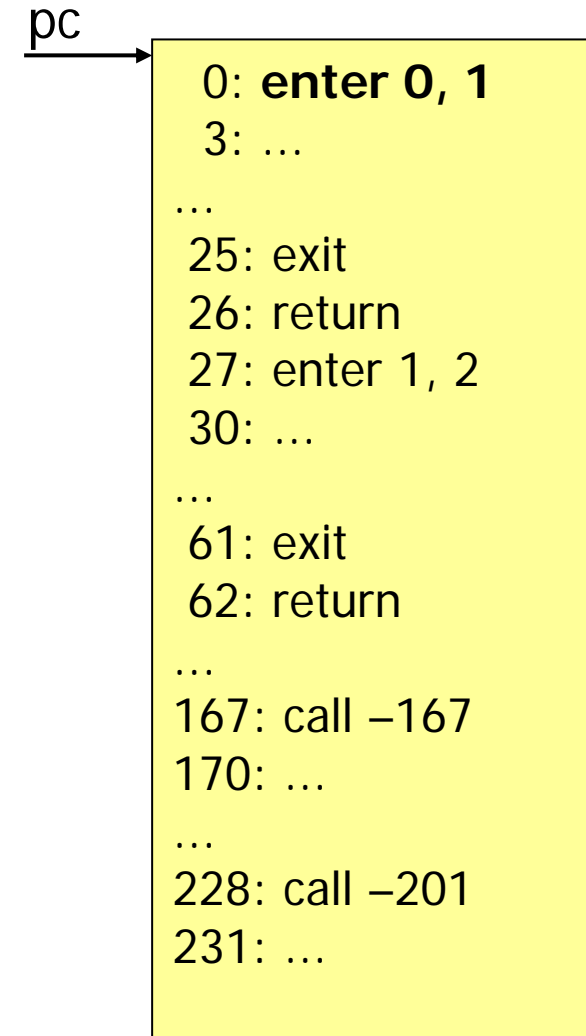 pc
0: enter 0, 1
3: …
…
25: exit
26: return
27: enter 1, 2
30: …
…
61: exit
62: return
…
167: call –167
170: …
…
228: call –201
231: …